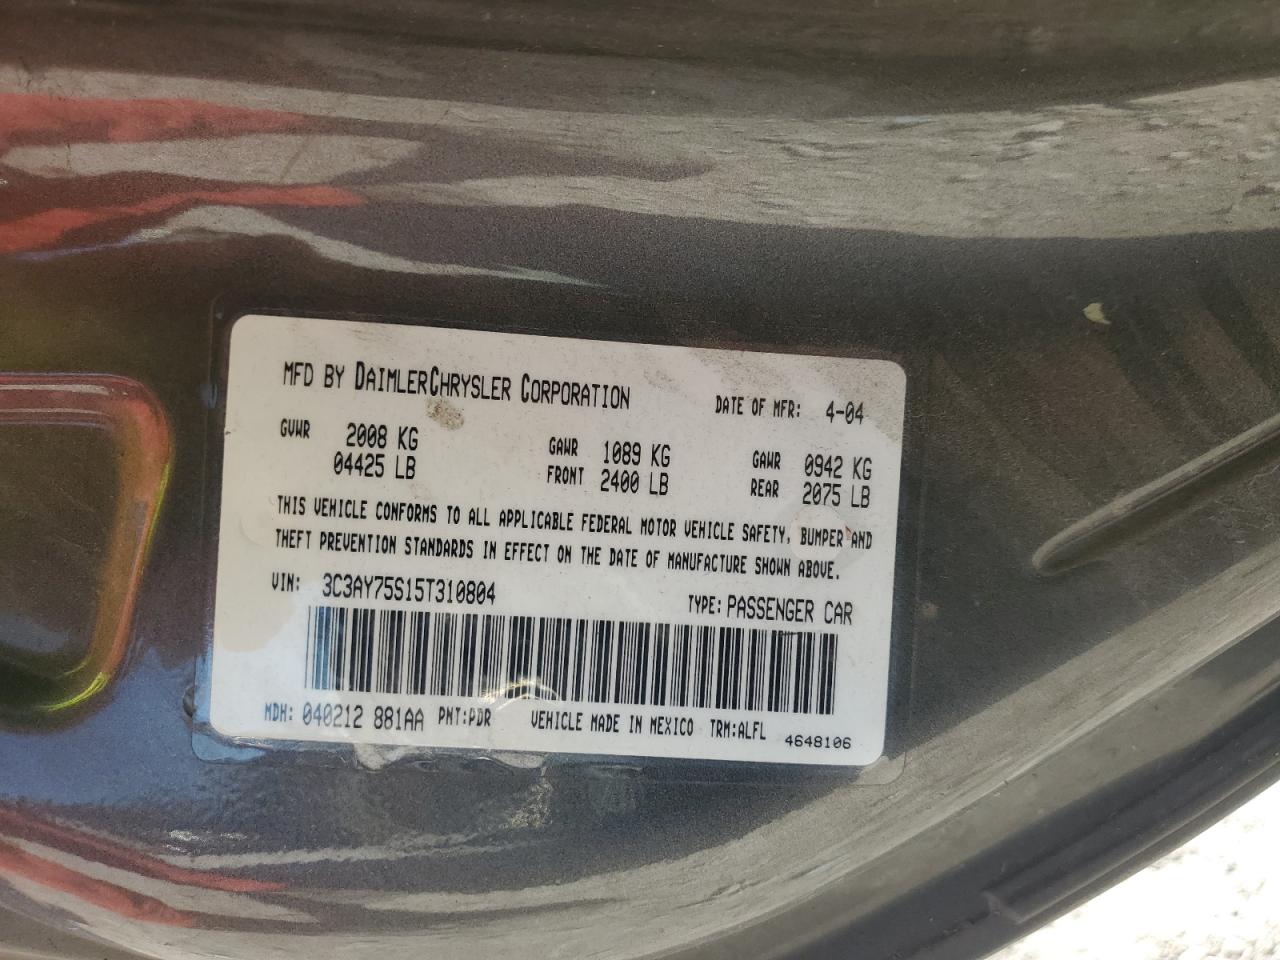 MFD BY DAIMLERCHRYSLER CORPORATION DATE OF MFR: 4-04
GVWR 2008 KG GAWR 1089 KG GAWR 0942 KG
04425 LB FRONT 2400 LB REAR 2075 LB
THIS VEHICLE CONFORMS TO ALL APPLICABLE FEDERAL MOTOR VEHICLE SAFETY, BUMPER AND
THEFT PREVENTION STANDARDS IN EFFECT ON THE DATE OF MANUFACTURE SHOWN ABOVE.
VIN: 3C3AY75S15T310804 TYPE: PASSENGER CAR
MDH: 040212 881AA PNT:PDR VEHICLE MADE IN MEXICO TRM:ALFL 4648106